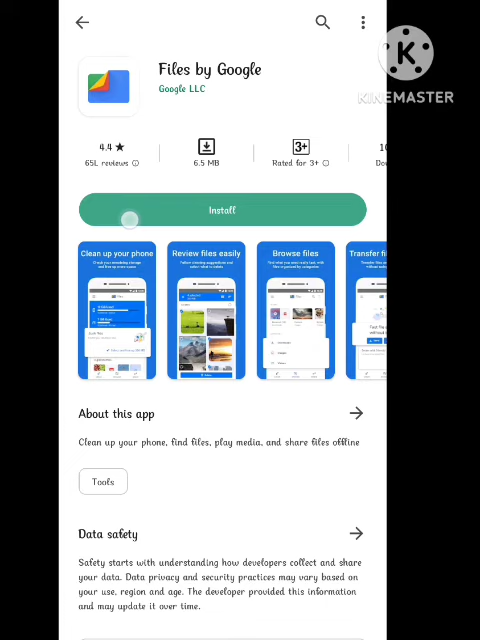 Files by Google
Google LLC
K
KINEMASTER
4.4 ★
65L reviews
6.5 MB
3+
Rated for 3+
Install
Clean up your phone
Review files easily
Browse files
Transfer fi
About this app
Clean up your phone, find files, play media, and share files offline
Tools
Data safety
Safety starts with understanding how developers collect and share
your data. Data privacy and security practices may vary based on
your use, region and age. The developer provided this information
and may update it over time.